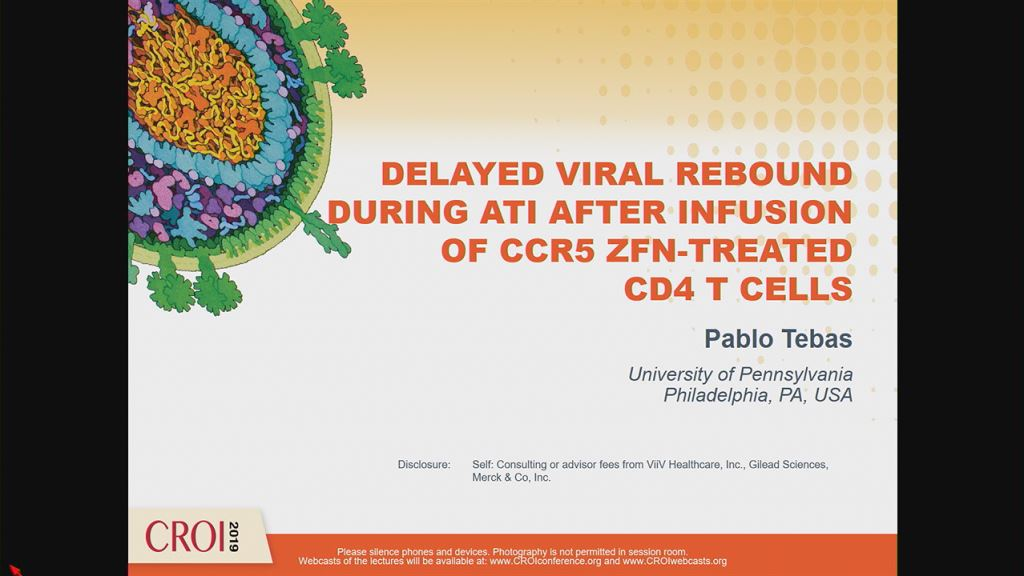 DELAYED VIRAL REBOUND
DURING ATI AFTER INFUSION
OF CCR5 ZFN-TREATED
CD4 T CELLS
Pablo Tebas
University of Pennsylvania
Philadelphia, PA, USA
Disclosure: Self: Consulting or advisor fees from ViiV Healthcare, Inc., Gilead Sciences,
Merck & Co, Inc.
CROI 2019
Please silence phones and devices. Photography is not permitted in session room.
Webcasts of the lectures will be available at: www.CROIconference.org and www.CROIwebcasts.org